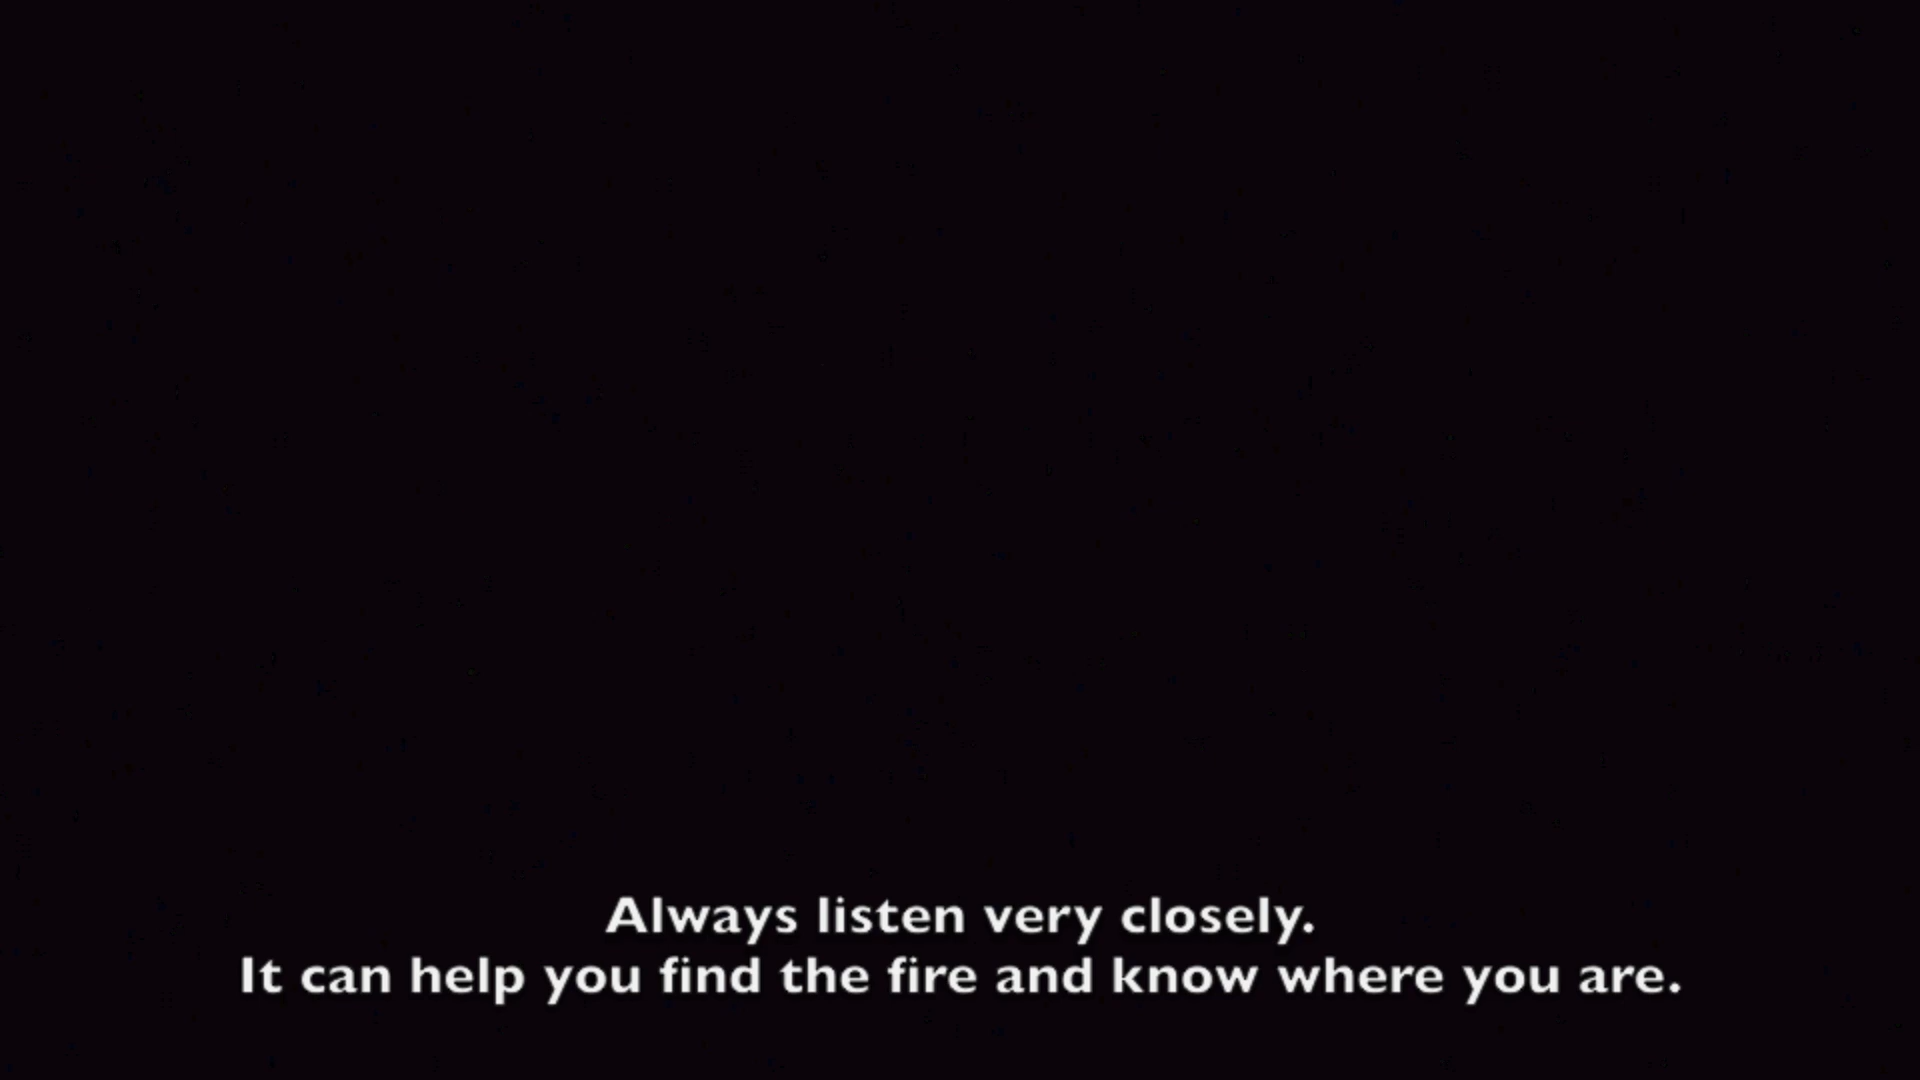 Always listen very closely.
It can help you find the fire and know where you are.